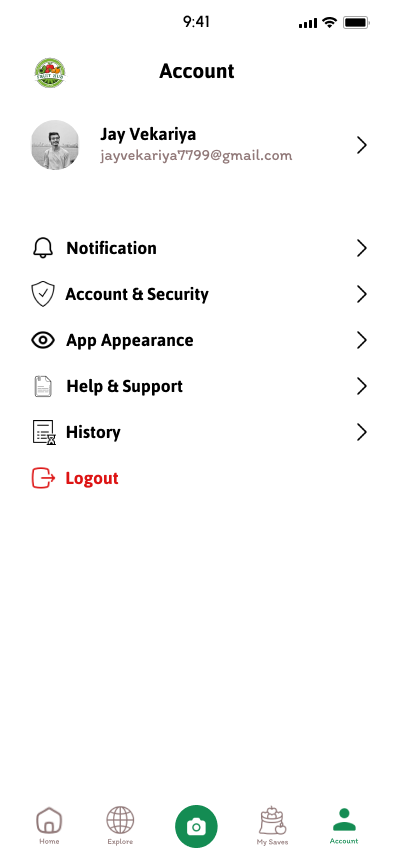 9:41
Account
Jay Vekariya
jayvekariya7799@gmail.com
Notification
Account & Security
App Appearance
Help & Support
History
Logout
Home
Explore
My Saves
Account